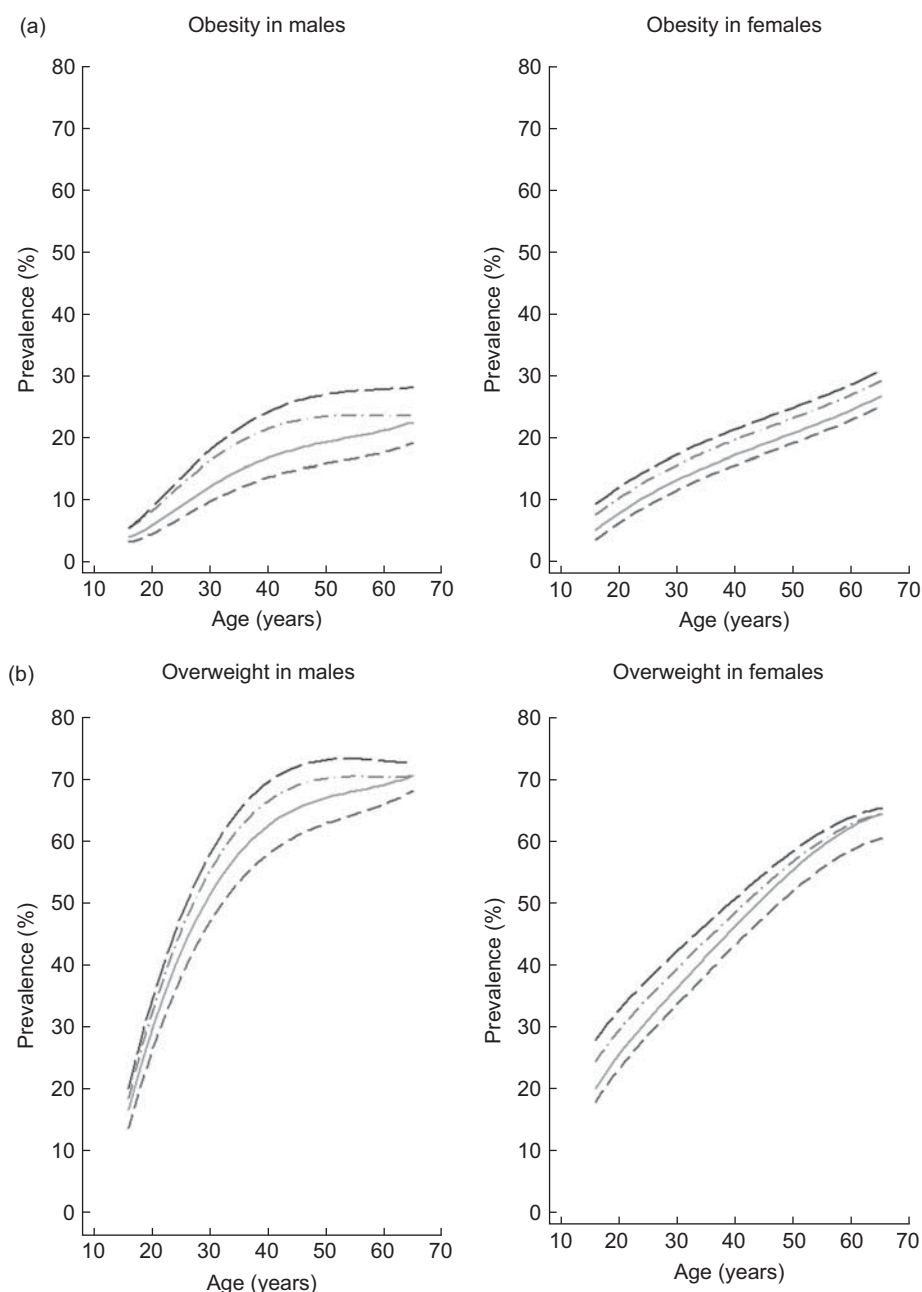 (a)
Obesity in males
Obesity in females
80
70
60
50
40
30
20
10
0
Prevalence (%)
10 20 30 40 50 60 70
Age (years)
80
70
60
50
40
30
20
10
0
Prevalence (%)
10 20 30 40 50 60 70
Age (years)
(b)
Overweight in males
Overweight in females
80
70
60
50
40
30
20
10
0
Prevalence (%)
10 20 30 40 50 60 70
Age (years)
80
70
60
50
40
30
20
10
0
Prevalence (%)
10 20 30 40 50 60 70
Age (years)